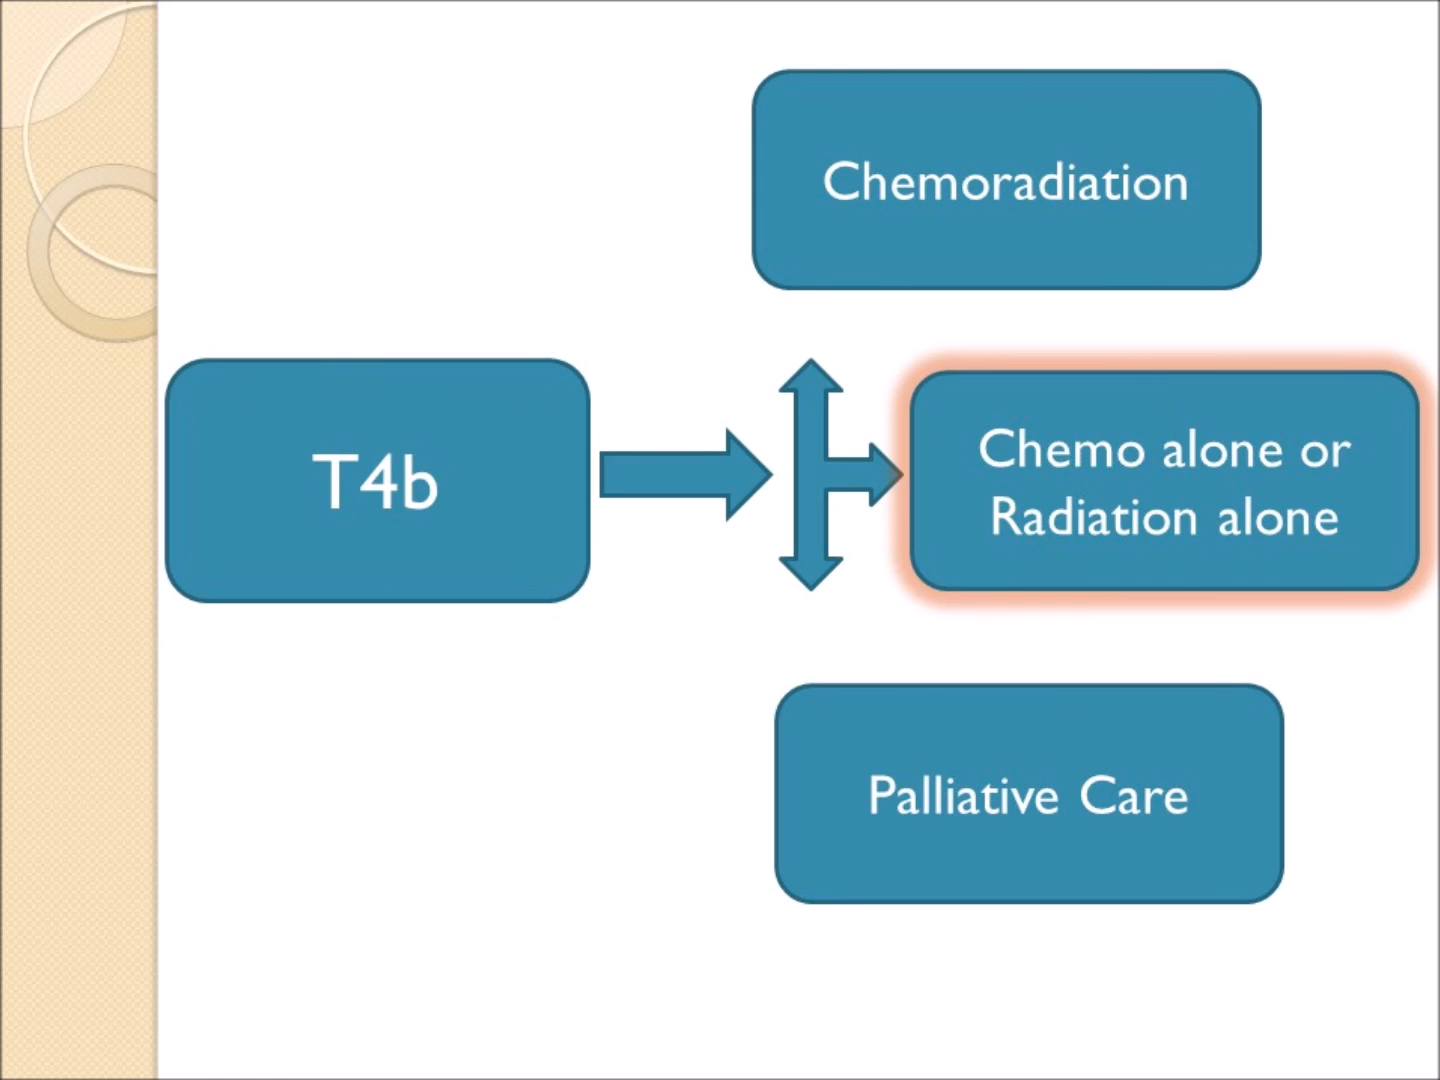 Chemoradiation
T4b
Chemo alone or
Radiation alone
Palliative Care